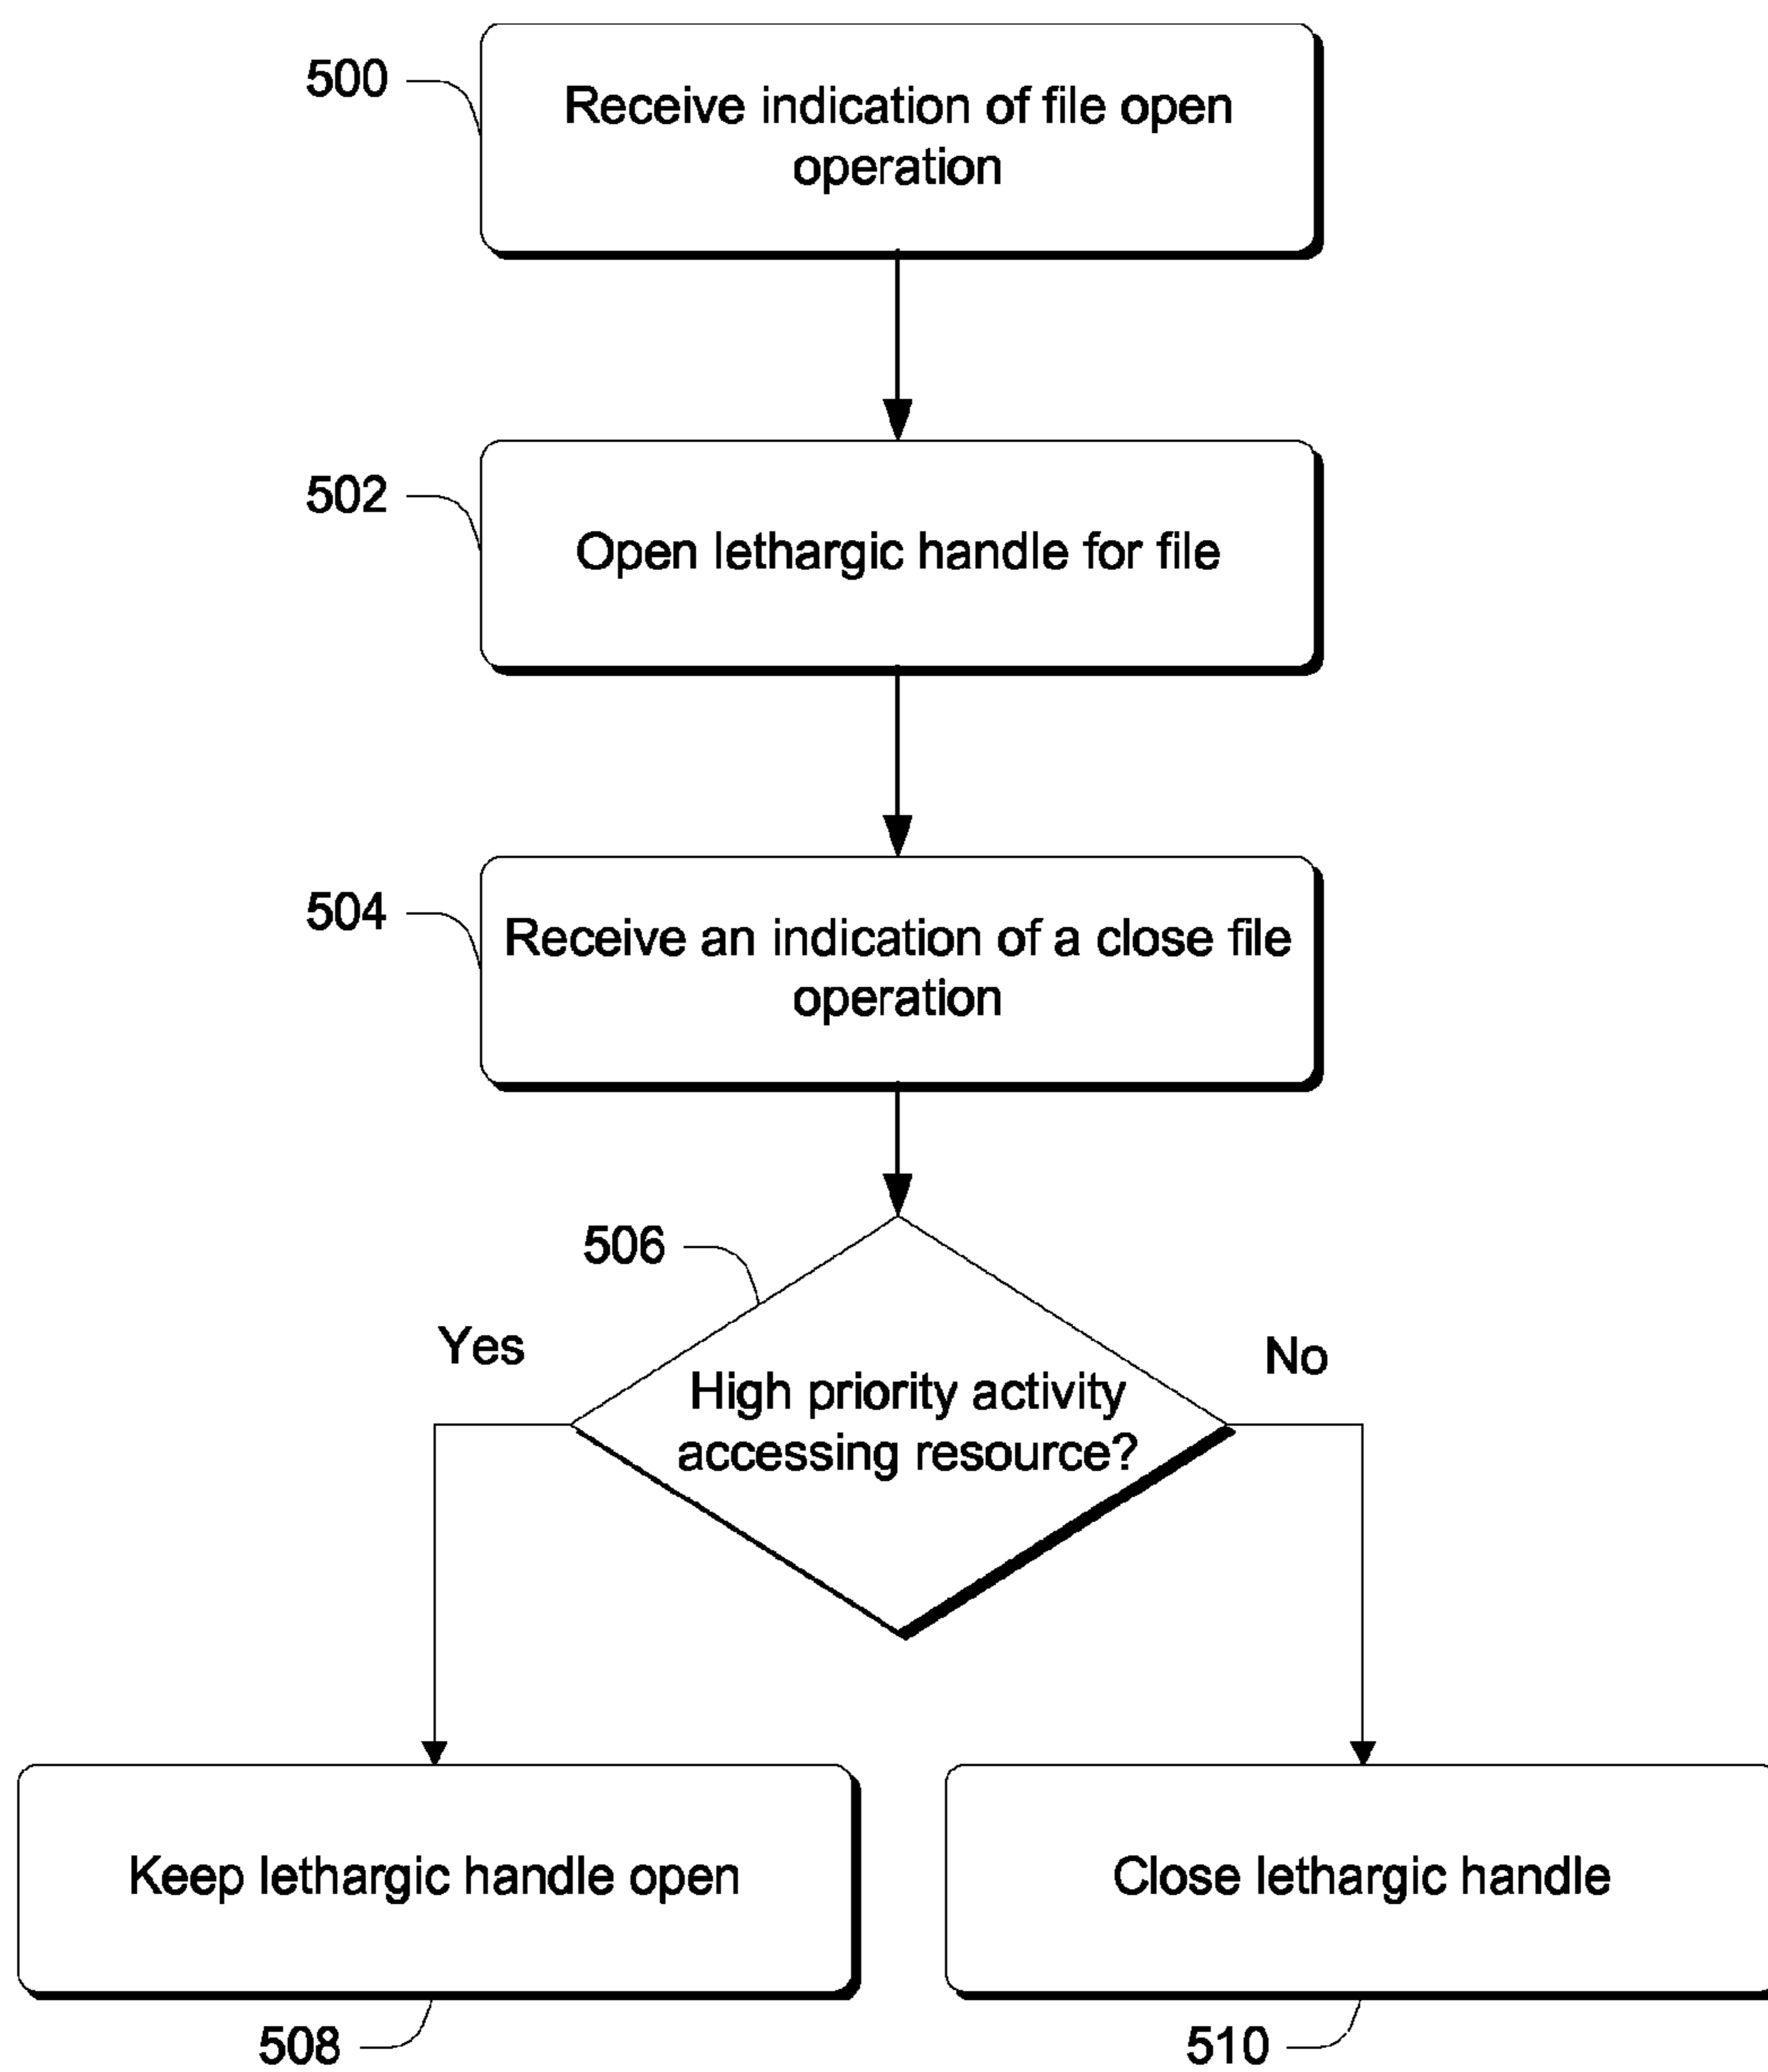 500
Receive indication of file open
operation
502
Open lethargic handle for file
504
Receive an indication of a close file
operation
506
Yes
No
High priority activity
accessing resource?
Keep lethargic handle open
Close lethargic handle
508
510